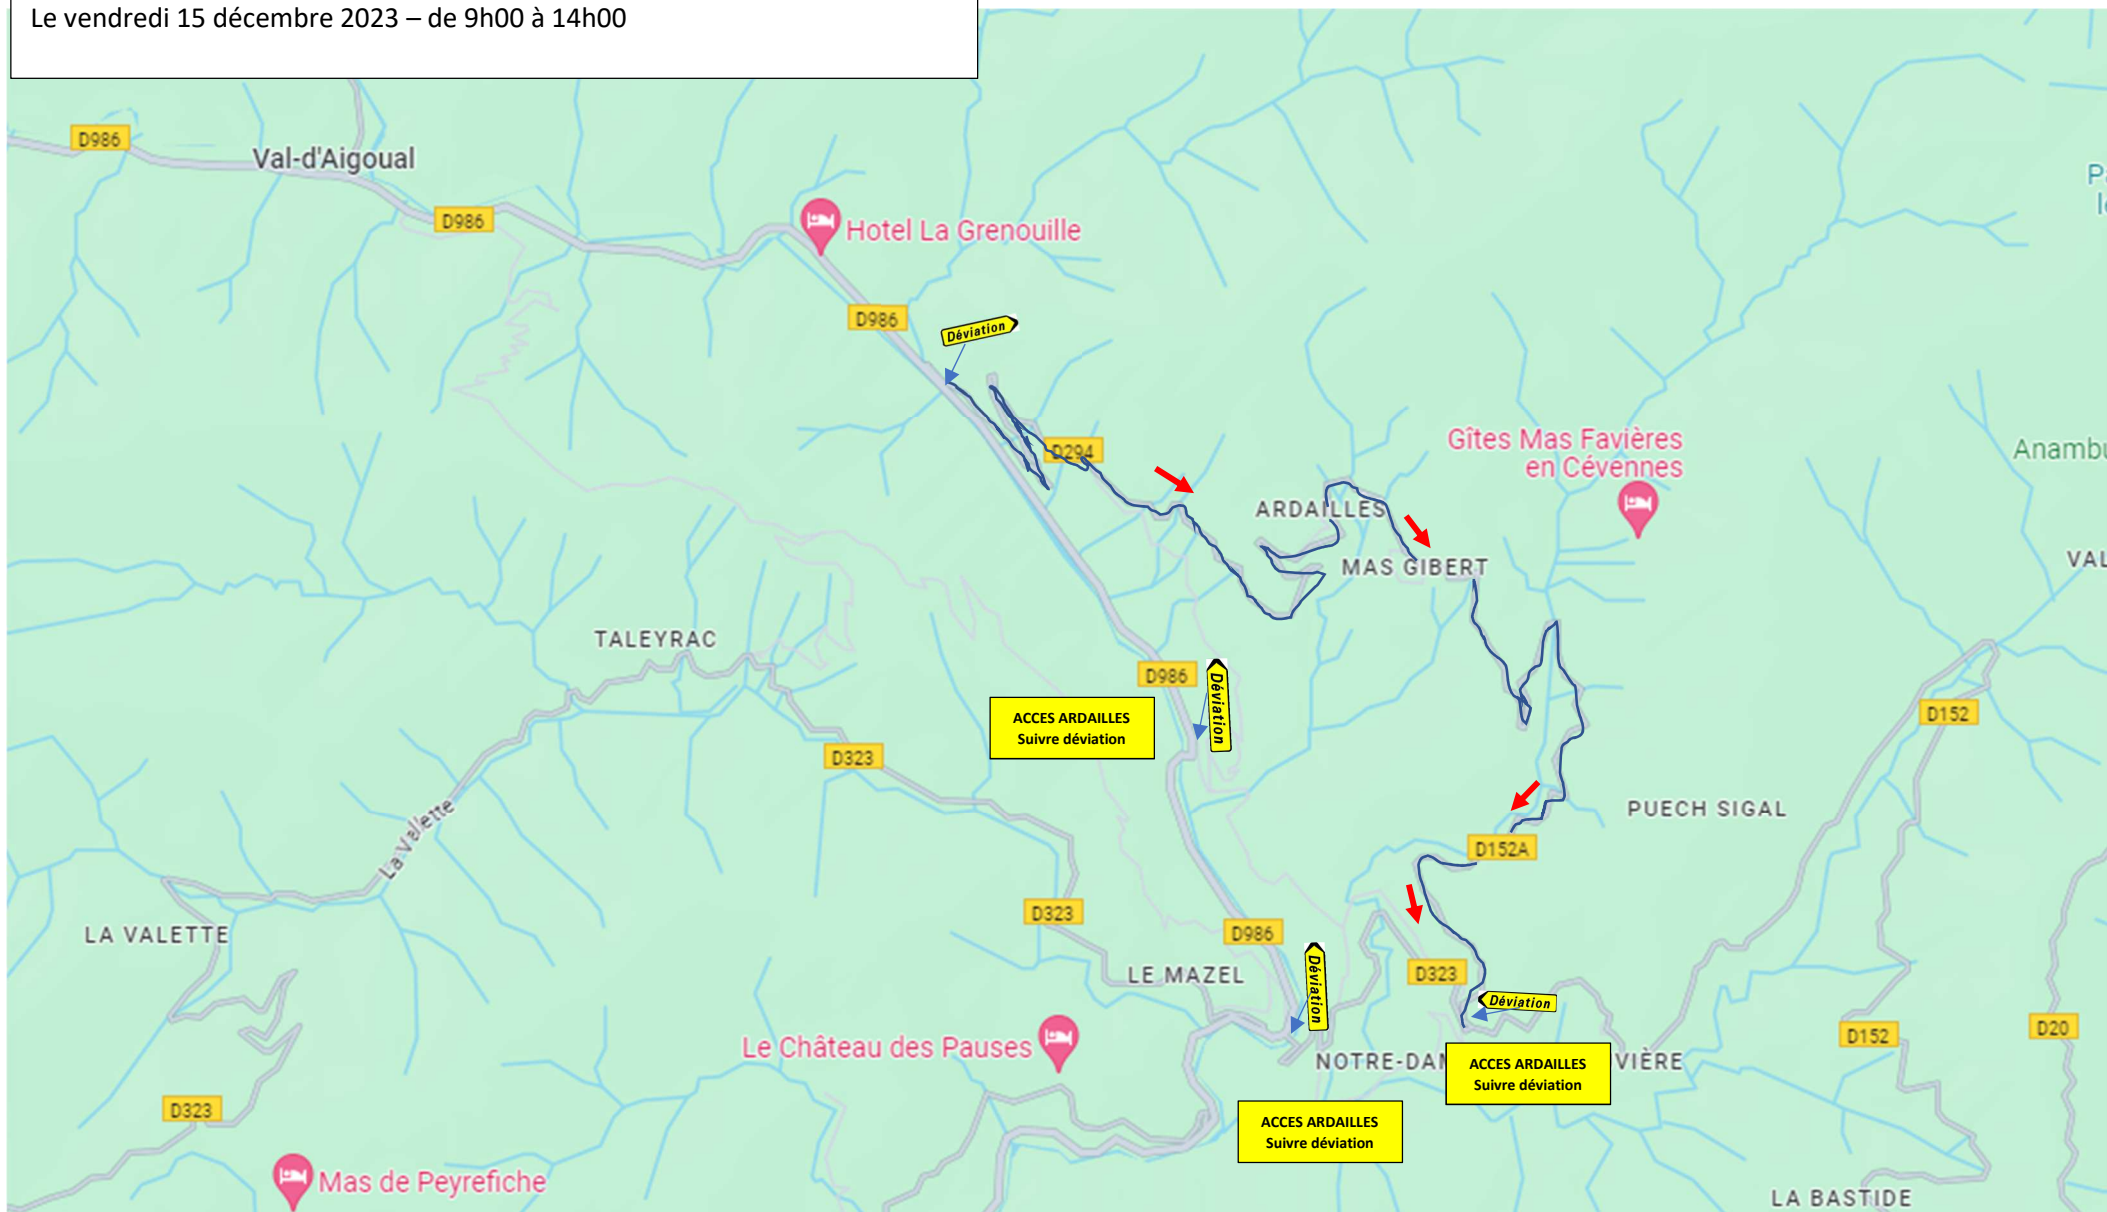 Le vendredi 15 décembre 2023 – de 9h00 à 14h00
D986
Val-d'Aigoual
D986
Hotel La Grenouille
D986
Déviation
D294
Gîtes Mas Favières
en Cévennes
ARDAILLES
MAS GIBERT
TALEYRAC
D986
Déviation
ACCES ARDAILLES
Suivre déviation
D323
D152
PUECH SIGAL
La Valette
D152A
D323
D986
LA VALETTE
LE MAZEL
Déviation
D323
Déviation
Le Château des Pauses
NOTRE-DA
VIÈRE
ACCES ARDAILLES
Suivre déviation
D152
D20
D323
ACCES ARDAILLES
Suivre déviation
Mas de Peyrefiche
LA BASTIDE
Anambu
VAL